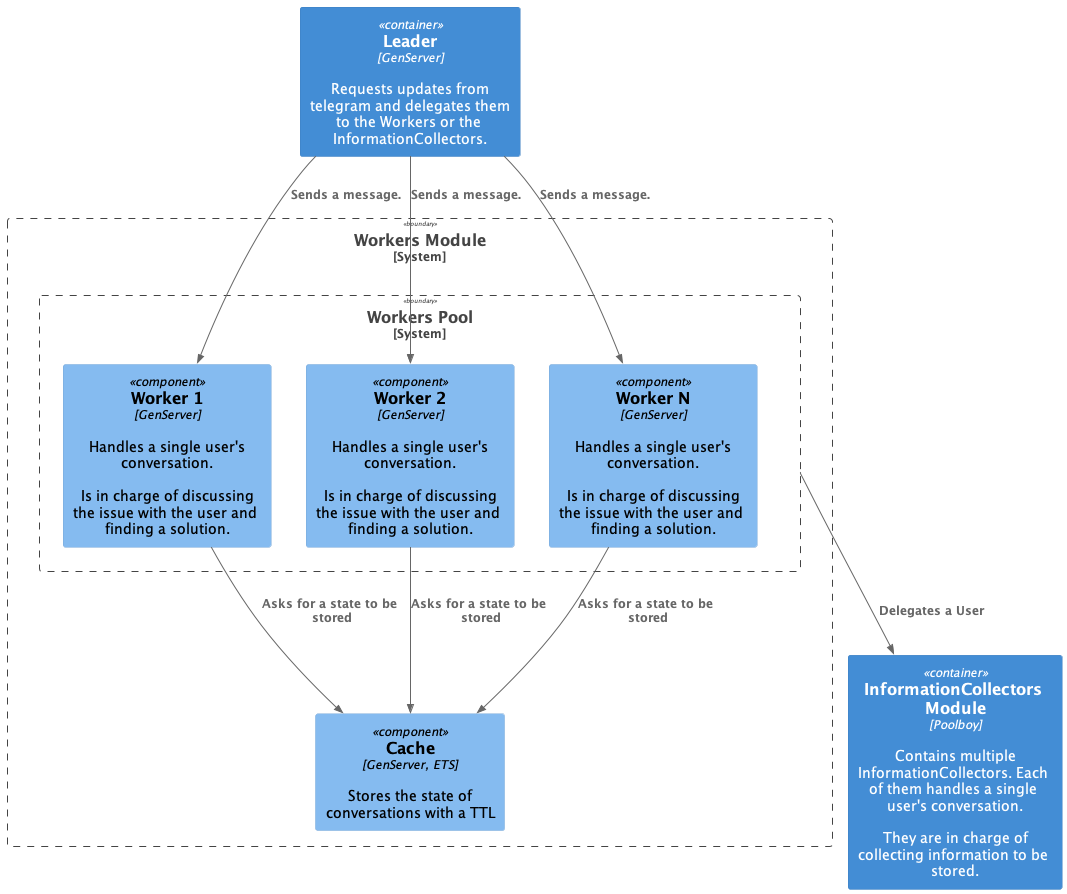 «container»
Leader
[GenServer]
Requests updates from
telegram and delegates them
to the Workers or the
InformationCollectors.
Sends a message.
Sends a message.
Sends a message.
«boundary»
Workers Module
[System]
«boundary»
Workers Pool
[System]
«component»
Worker 1
[GenServer]
Handles a single user's
conversation.
Is in charge of discussing
the issue with the user and
finding a solution.
«component»
Worker 2
[GenServer]
Handles a single user's
conversation.
Is in charge of discussing
the issue with the user and
finding a solution.
«component»
Worker N
[GenServer]
Handles a single user's
conversation.
Is in charge of discussing
the issue with the user and
finding a solution.
Asks for a state to be
stored
Asks for a state to be
stored
Asks for a state to be
stored
Delegates a User
«component»
Cache
[GenServer, ETS]
Stores the state of
conversations with a TTL
«container»
InformationCollectors
Module
[Poolboy]
Contains multiple
InformationCollectors. Each
of them handles a single
user's conversation.
They are in charge of
collecting information to be
stored.